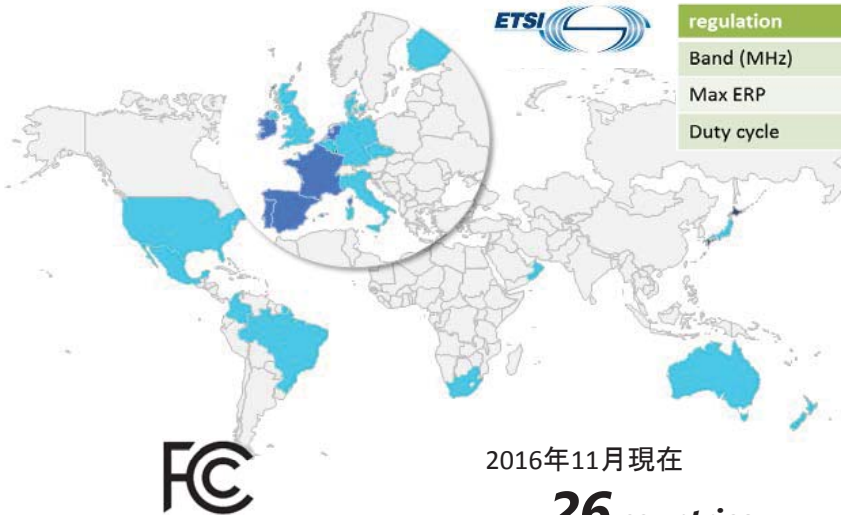 ETSI
regulation
Band (MHz)
Max ERP
Duty cycle
FC
2016年11月現在
26 countries